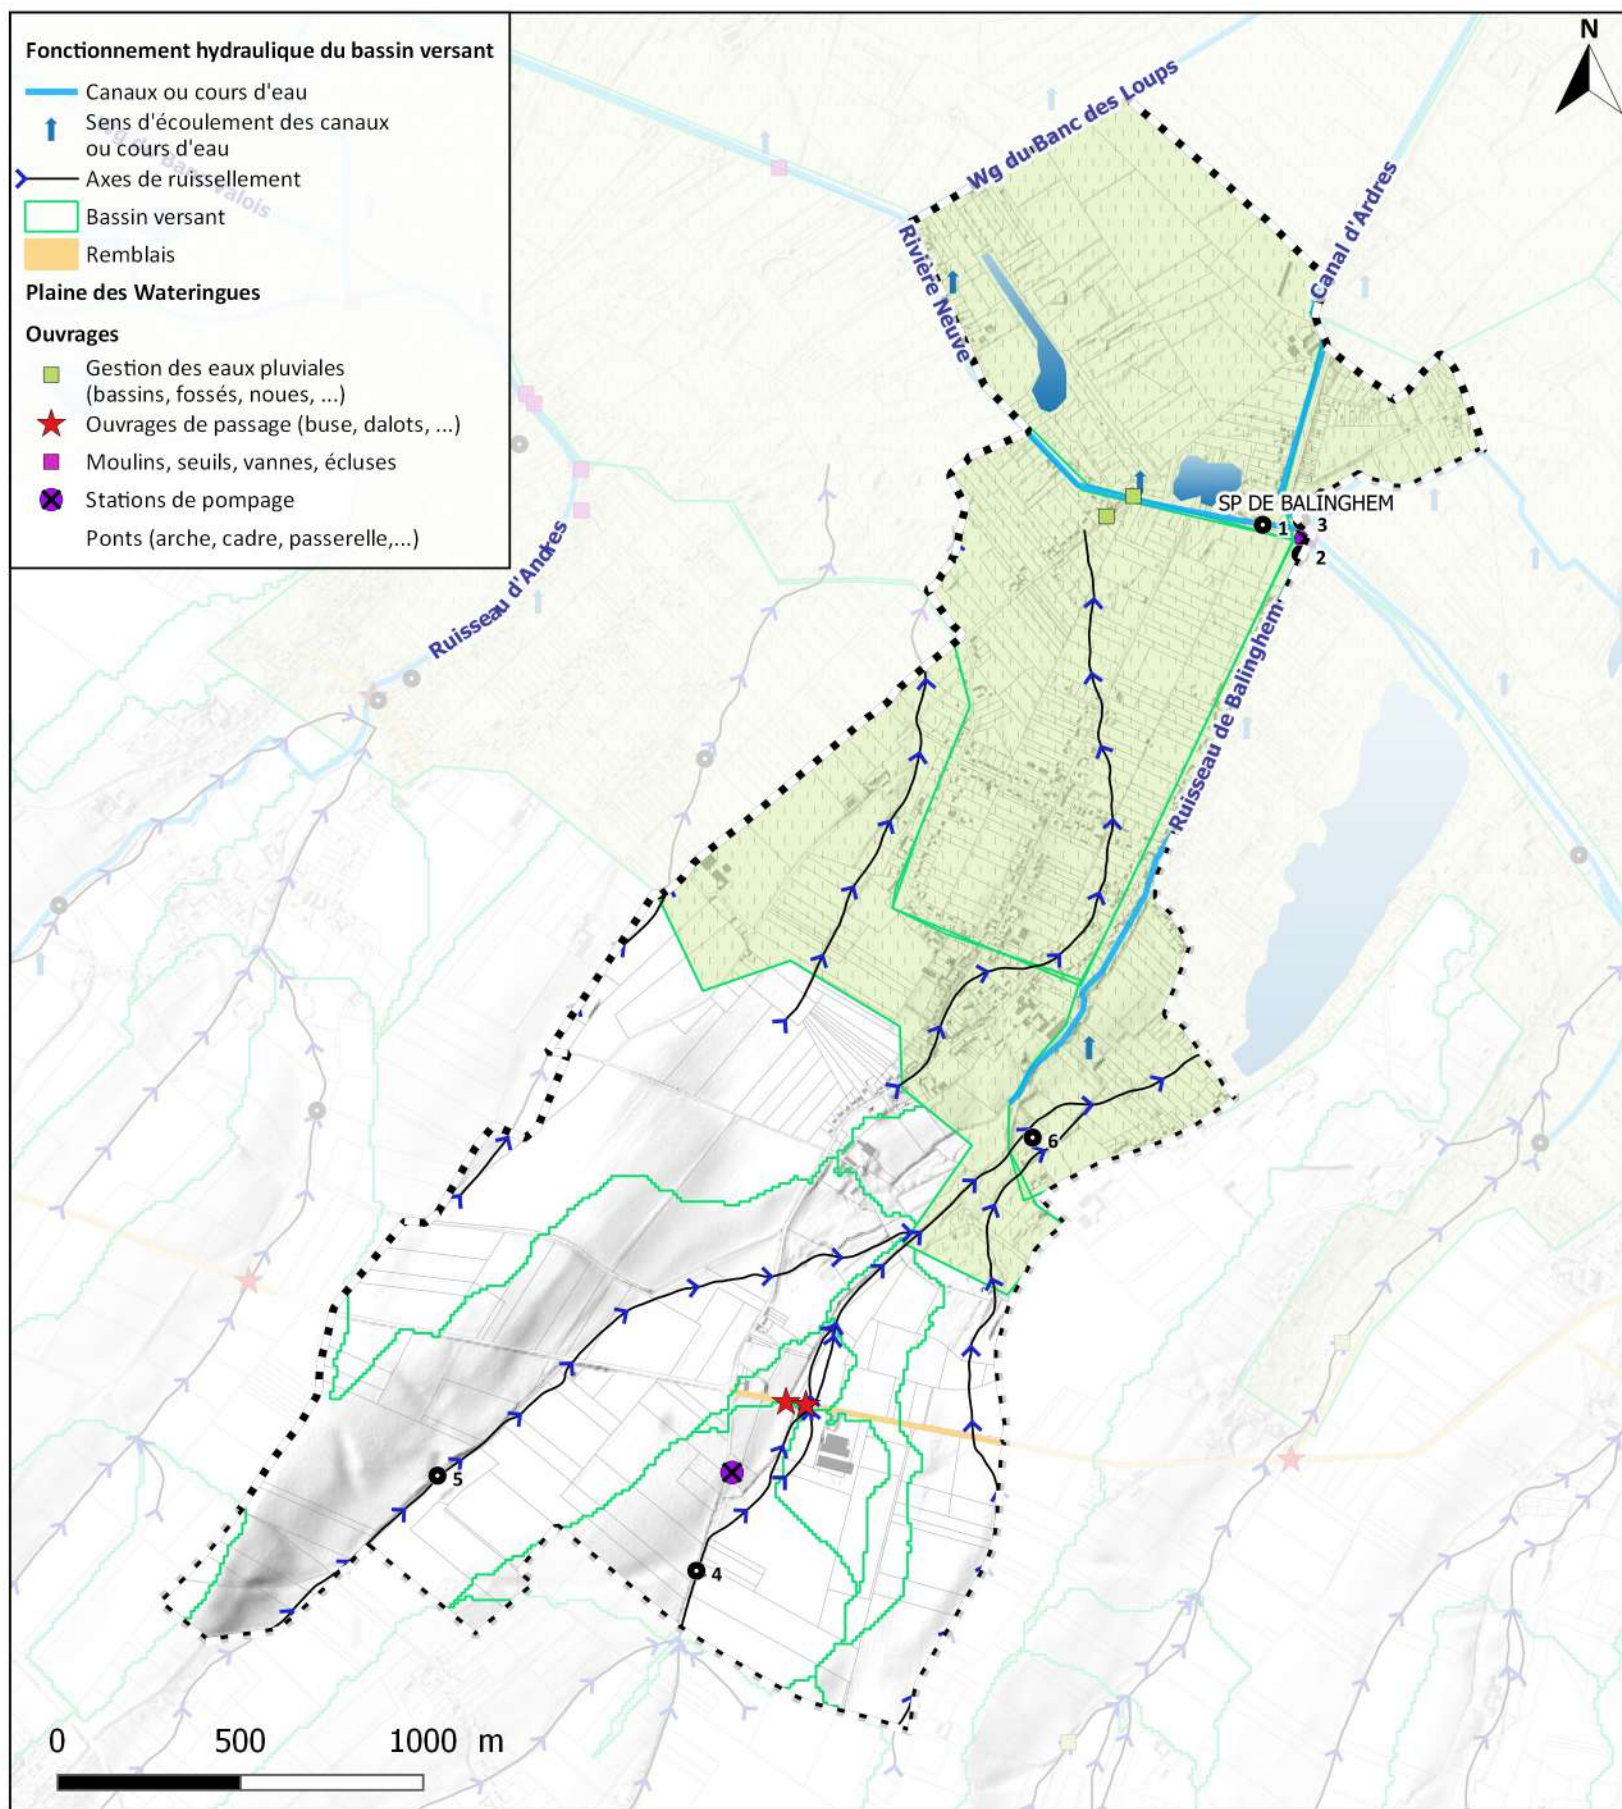 Fonctionnement hydraulique du bassin versant
Canaux ou cours d'eau
Sens d'écoulement des canaux
ou cours d'eau
Axes de ruissellement
Bassin versant
Remblais
Plaine des Wateringues
Ouvrages
Gestion des eaux pluviales
(bassins, fossés, noues, ...)
Ouvrages de passage (buse, dalots, ...)
Moulins, seuils, vannes, écluses
Stations de pompage
Ponts (arche, cadre, passerelle,...)
N
Wg du Banc des Loups
Canal d'Ardres
Rivière Neuve
SP DE BALINGHEM
1
3
2
Ruisseau d'Andres
Ruisseau de Balinghem
6
5
4
0 500 1000 m